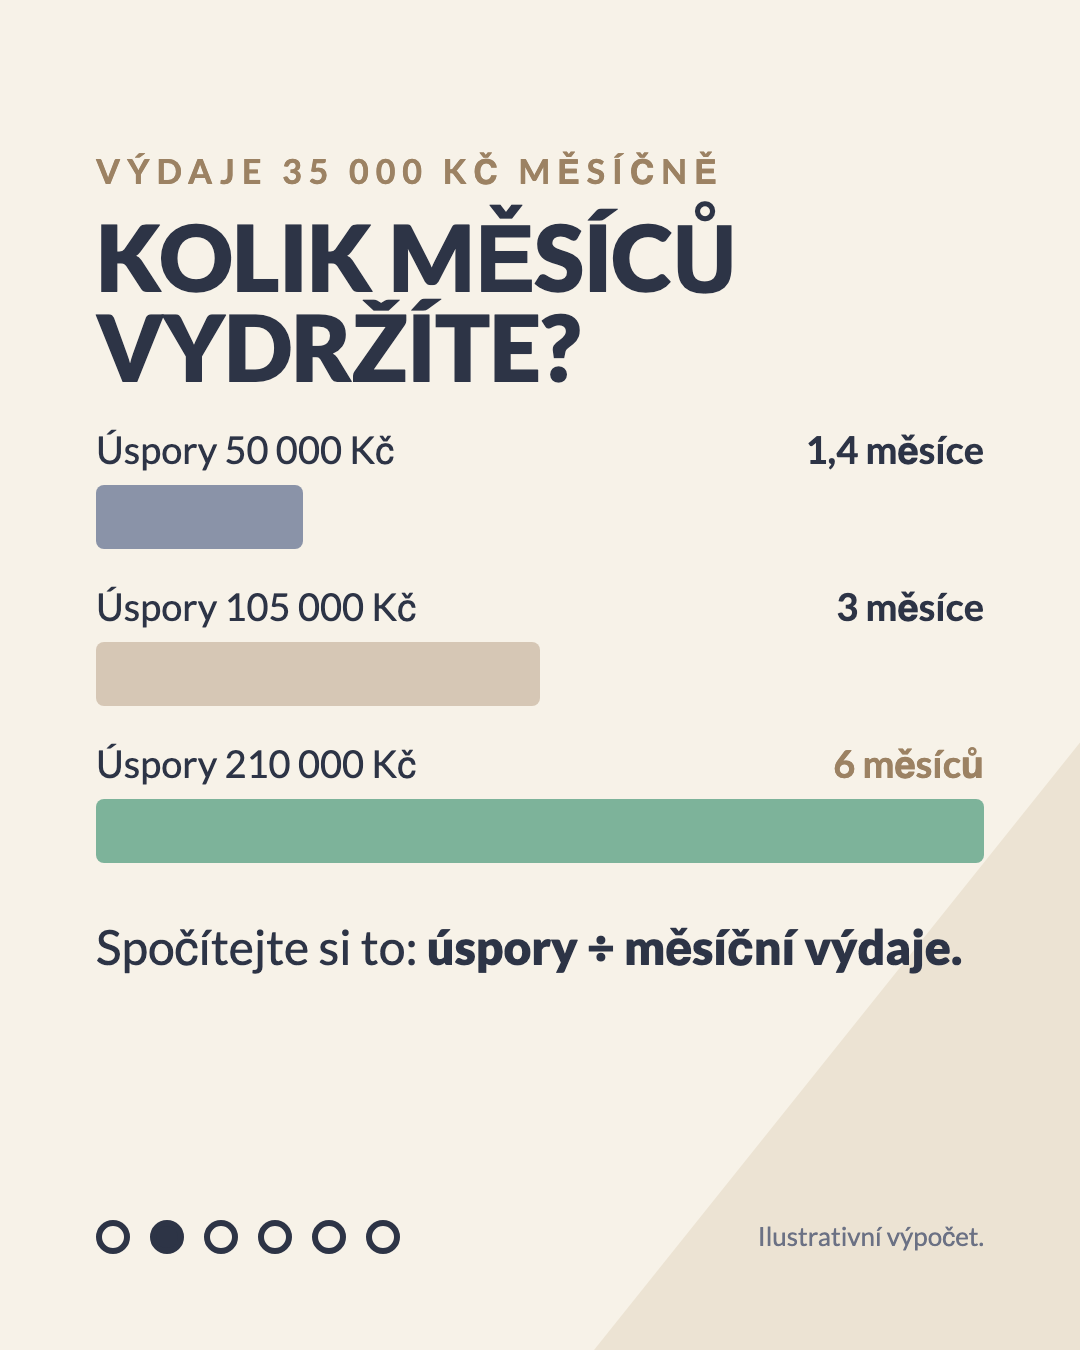 VÝDAJE 35 000 KČ MĚSÍČNĚ
KOLIK MĚSÍCŮ
VYDRŽÍTE?
Úspory 50 000 Kč 1,4 měsíce
Úspory 105 000 Kč 3 měsíce
Úspory 210 000 Kč 6 měsíců
Spočítejte si to: úspory ÷ měsíční výdaje.
Ilustrativní výpočet.